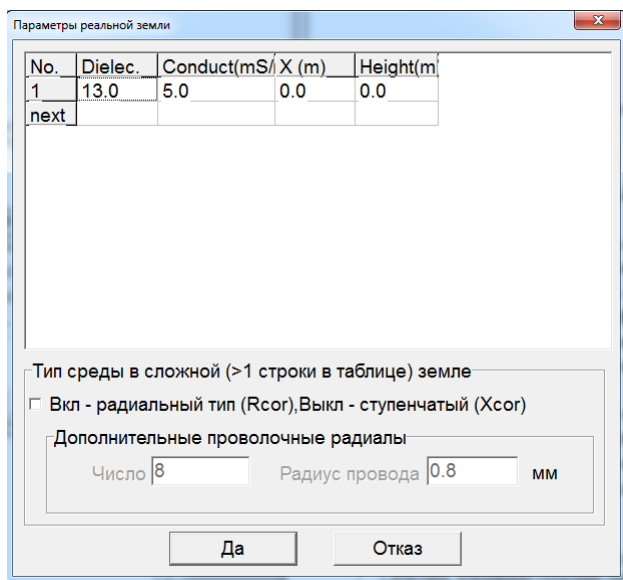 Параметры реальной земли
No. Dielec. Conduct(mS/ X (m) Height(m
1 13.0 5.0 0.0 0.0
next
Тип среды в сложной (>1 строки в таблице) земле
Вкл - радиальный тип (Rcor),Выкл - ступенчатый (Xcor)
Дополнительные проволочные радиалы
Число 8 Радиус провода 0.8 мм
Да Отказ